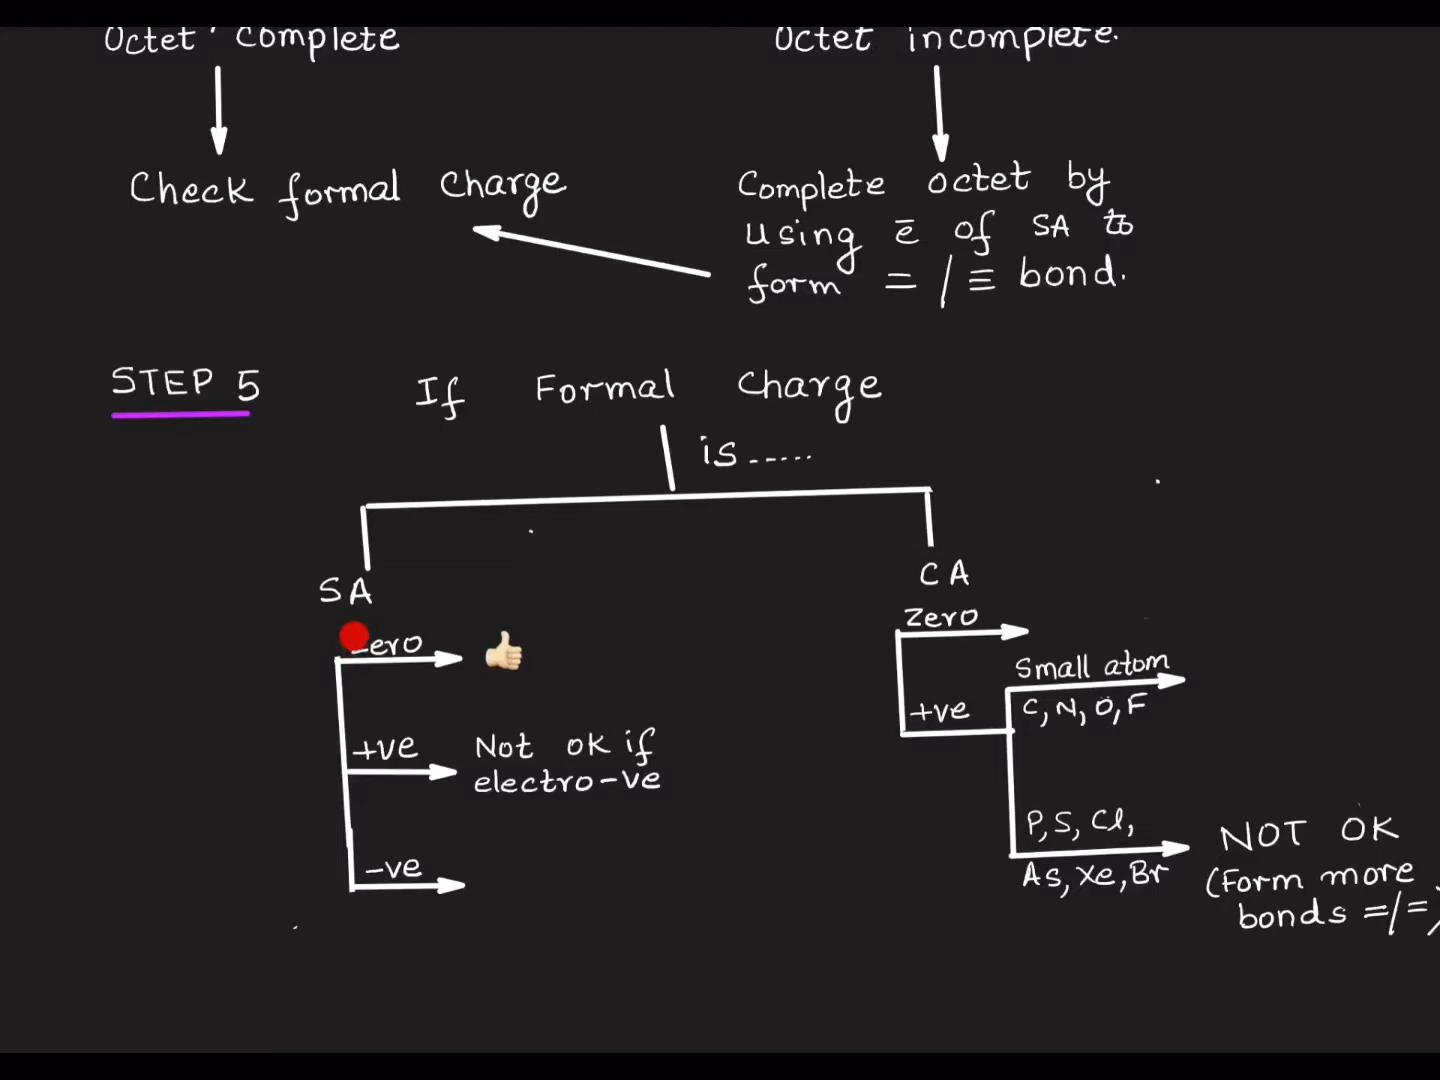 Octet complete
Octet incomplete.
Check formal charge
Complete octet by
using ē of SA to
form = / ≡ bond.
STEP 5
If Formal charge
is.....
SA
CA
Zero
+ve
Not ok if
electro-ve
-ve
Zero
+ve
Small atom
C, N, O, F
P, S, Cl,
As, Xe, Br
NOT OK
(Form more
bonds =/=)